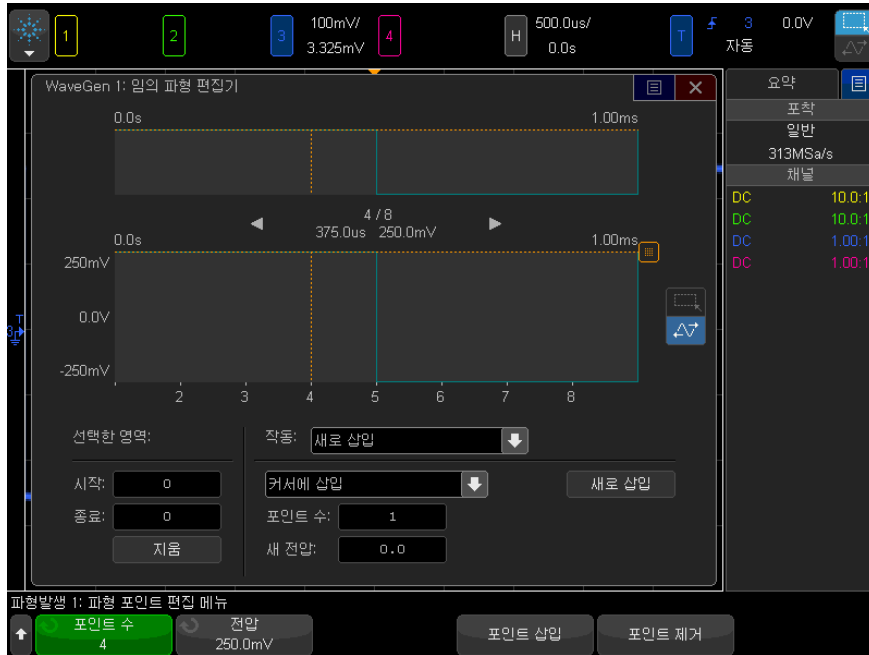 1 2 3 100mV/ 4 H 500.0us/ T 3 0.0V
3.325mV 0.0s 자동
WaveGen 1: 임의 파형 편집기
요약
0.0s 1.00ms
포착
일반
313MSa/s
채널
DC 10.0:1
DC 10.0:1
DC 1.00:1
DC 1.00:1
4 / 8
375.0us 250.0mV
0.0s 1.00ms
250mV
0.0V
-250mV
T
3
2 3 4 5 6 7 8
선택한 영역: 작동: 새로 삽입
시작: 0 커서에 삽입 새로 삽입
종료: 0 포인트 수: 1
지움 새 전압: 0.0
파형발생 1: 파형 포인트 편집 메뉴
포인트 수 전압 포인트 삽입 포인트 제거
4 250.0mV